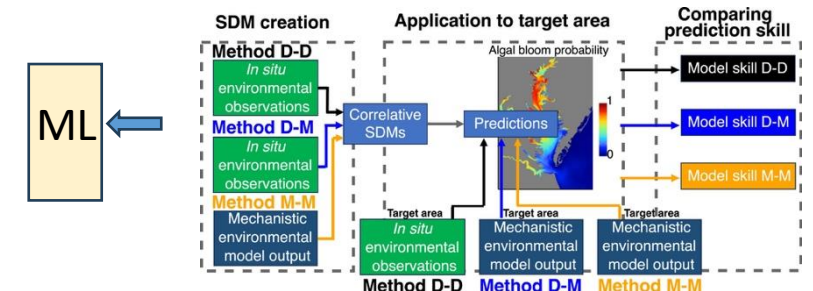 ML
SDM creation
Method D-D
In situ
environmental
observations
Method D-M
In situ
environmental
observations
Method M-M
Mechanistic
environmental
model output
Correlative
SDMs
Application to target area
Algal bloom probability
1
0
Predictions
Target area
In situ
environmental
observations
Method D-D
Target area
Mechanistic
environmental
model output
Method D-M
Target area
Mechanistic
environmental
model output
Method M-M
Comparing
prediction skill
Model skill D-D
Model skill D-M
Model skill M-M